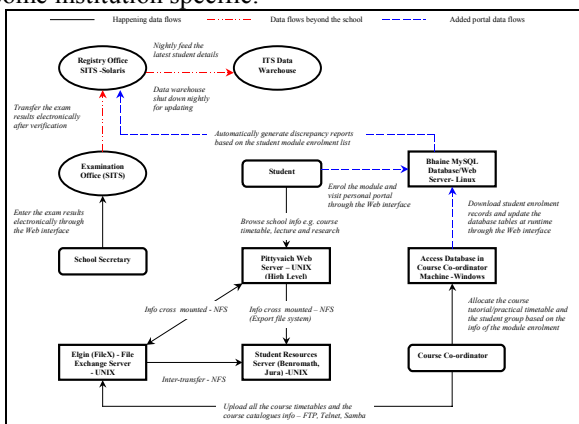 ome institution specific.
Happening data flows
Data flows beyond the school
Added portal data flows
Nightly feed the
latest student details
Registry Office
SITS -Solaris
ITS Data
Warehouse
Data warehouse
shut down nightly
for updating
Transfer the exam
results electronically
after verification
Automatically generate discrepancy reports
based on the student module enrolment list
Examination
Office (SITS)
Student
Bhaine MySQL
Database/Web
Server- Linux
Enrol the module and
visit personal portal
through the Web interface
Enter the exam results
electronically through
the Web interface
Browse school info e.g. course
timetable, lecture and research
Download student enrolment
records and update the
database tables at runtime
through the Web interface
School Secretary
Pittyvaich Web
Server – UNIX
(High Level)
Access Database in
Course Co-ordinator
Machine -Windows
Info cross mounted - NFS
Info cross mounted – NFS
(Export file system)
Allocate the course
tutorial/practical timetable and
the student group based on the
info of the module enrolment
Elgin (FileX) - File
Exchange Server
- UNIX
Student Resources
Server (Benromath,
Jura) -UNIX
Course Co-ordinator
Inter-transfer - NFS
Upload all the course timetables and the
course catalogues info – FTP, Telnet, Samba